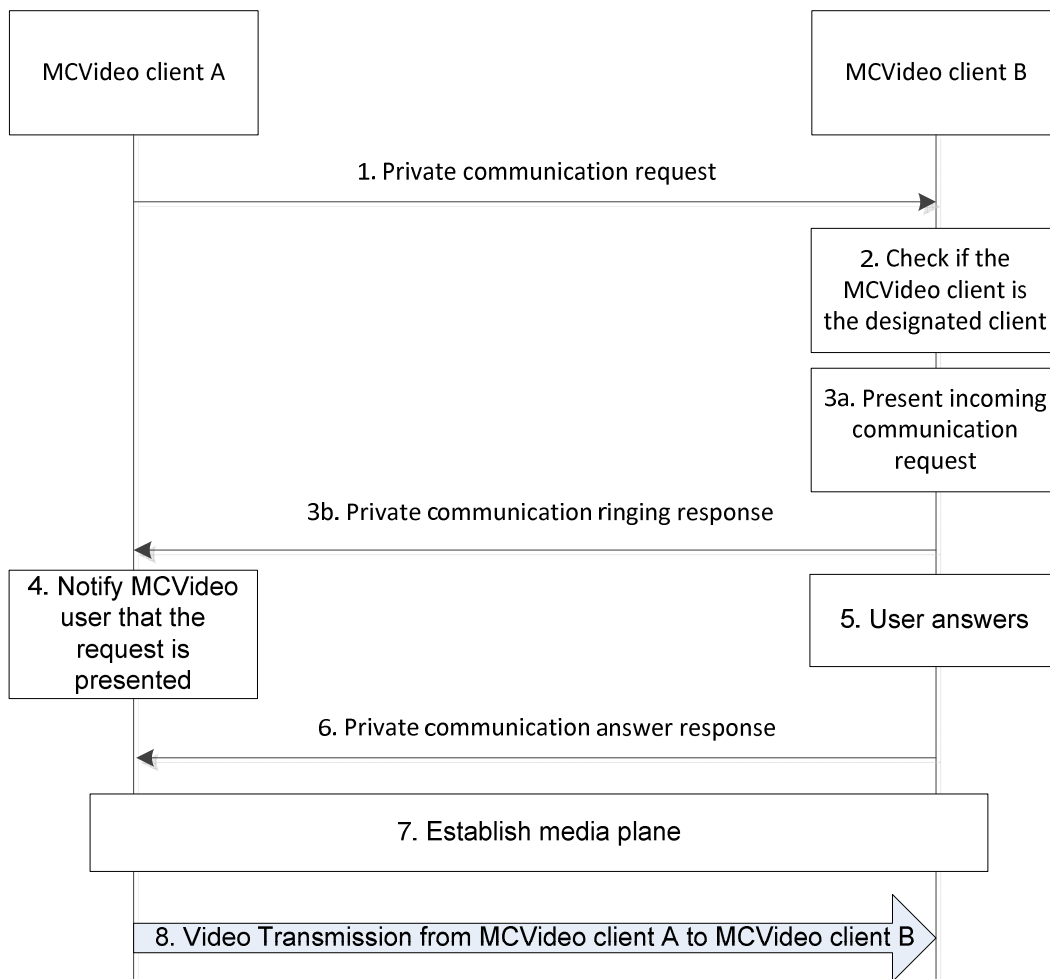 MCVideo client A
MCVideo client B
1. Private communication request
2. Check if the
MCVideo client is
the designated client
3a. Present incoming
communication
request
3b. Private communication ringing response
4. Notify MCVideo
user that the
request is
presented
5. User answers
6. Private communication answer response
7. Establish media plane
8. Video Transmission from MCVideo client A to MCVideo client B